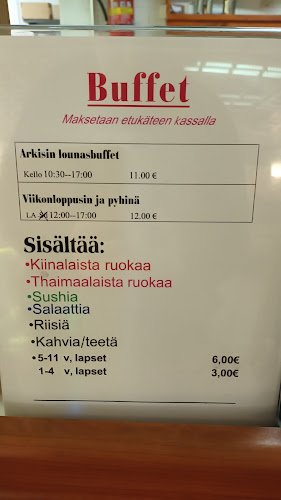 Buffet
Maksetaan etukäteen kassalla
Arkisin lounasbuffet
Kello 10:30--17:00 11.00 €
Viikonloppusin ja pyhinä
LA 12:00--17:00 12.00 €
Sisältää:
•Kiinalaista ruokaa
•Thaimaalaista ruokaa
•Sushia
•Salaattia
•Riisiä
•Kahvia/teetä
•5-11 v, lapset 6,00€
1-4 v, lapset 3,00€